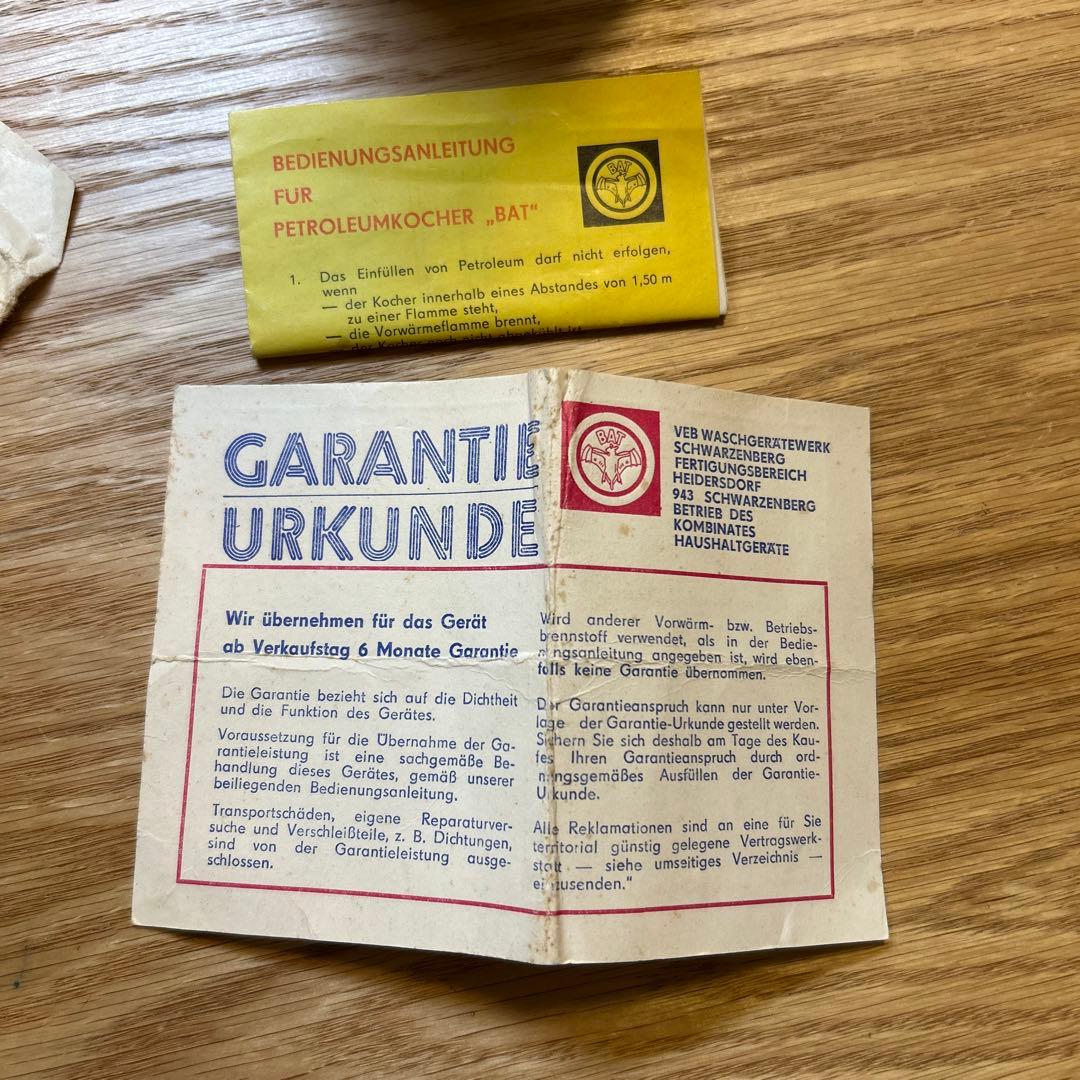 BEDIENUNGSANLEITUNG
FÜR
PETROLEUMKOCHER „BAT“
BAT
1. Das Einfüllen von Petroleum darf nicht erfolgen,
wenn
— der Kocher innerhalb eines Abstandes von 1,50 m
zu einer Flamme steht,
— die Vorwärmeflamme brennt,
— der Kocher noch nicht abgekühlt ist
GARANTIE
URKUNDE
BAT
VEB WASCHGERÄTEWERK
SCHWARZENBERG
FERTIGUNGSBEREICH
HEIDERSDORF
943 SCHWARZENBERG
BETRIEB DES
KOMBINATES
HAUSHALTGERÄTE
Wir übernehmen für das Gerät
ab Verkaufstag 6 Monate Garantie
Die Garantie bezieht sich auf die Dichtheit
und die Funktion des Gerätes.
Voraussetzung für die Übernahme der Ga-
rantieleistung ist eine sachgemäße Be-
handlung dieses Gerätes, gemäß unserer
beiliegenden Bedienungsanleitung.
Transportschäden, eigene Reparaturver-
suche und Verschleißteile, z. B. Dichtungen,
sind von der Garantieleistung ausge-
schlossen.
Wird anderer Vorwärm- bzw. Betriebs-
brennstoff verwendet, als in der Bedie-
nungsanleitung angegeben ist, wird eben-
falls keine Garantie übernommen.
Der Garantieanspruch kann nur unter Vor-
lage der Garantie-Urkunde gestellt werden.
Sichern Sie sich deshalb am Tage des Kau-
fes Ihren Garantieanspruch durch ord-
nungsgemäßes Ausfüllen der Garantie-
Urkunde.
Alle Reklamationen sind an eine für Sie
territorial günstig gelegene Vertragswerk-
statt — siehe umseitiges Verzeichnis —
einzusenden."